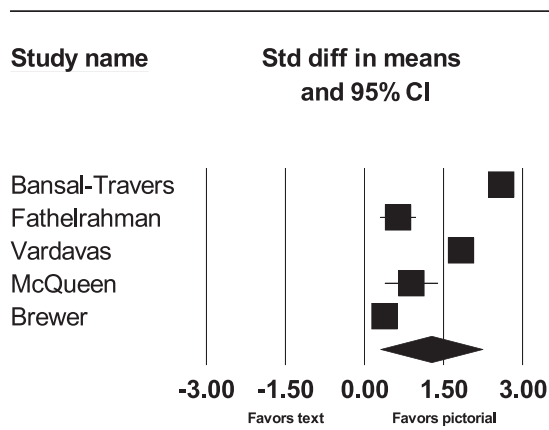 Study name
Std diff in means
and 95% CI
Bansal-Travers
Fathelrahman
Vardavas
McQueen
Brewer
-3.00 -1.50 0.00 1.50 3.00
Favors text Favors pictorial